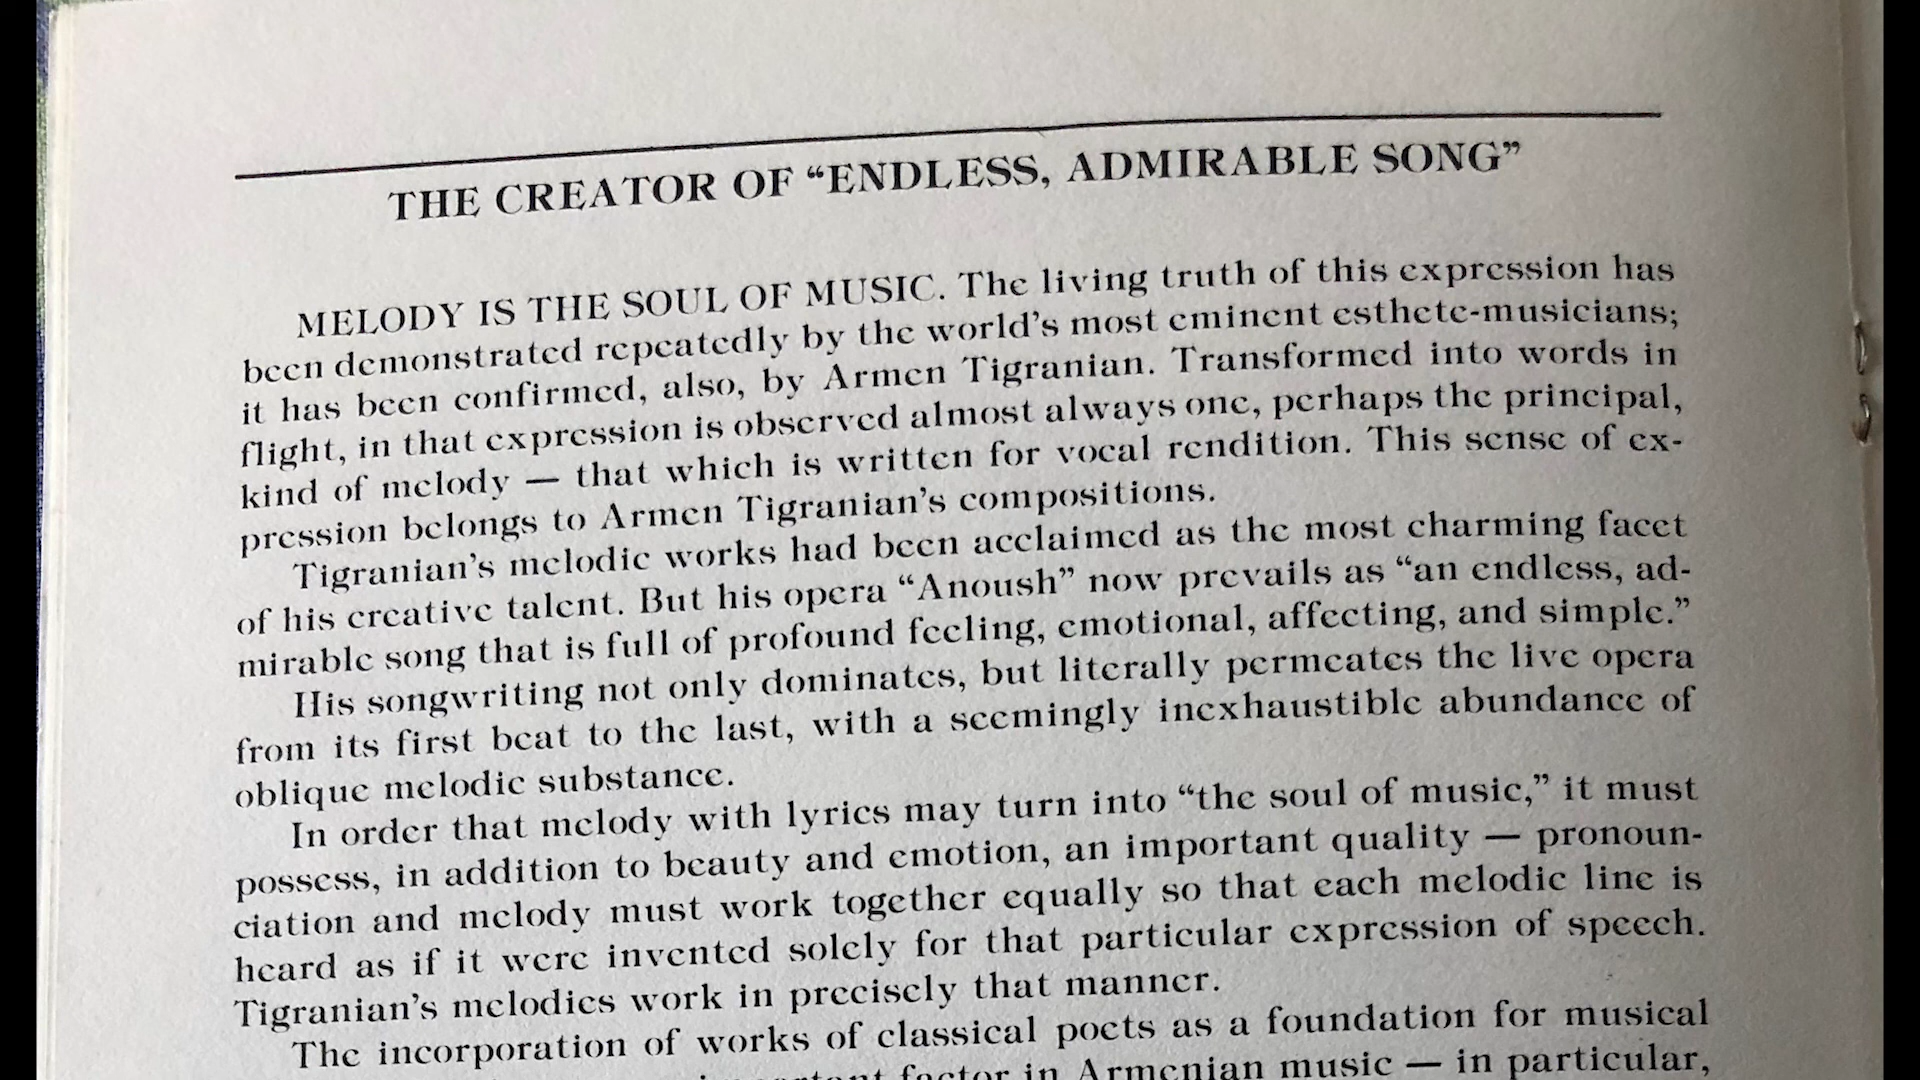 THE CREATOR OF “ENDLESS, ADMIRABLE SONG”
MELODY IS THE SOUL OF MUSIC. The living truth of this expression has
been demonstrated repeatedly by the world’s most eminent esthete-musicians;
it has been confirmed, also, by Armen Tigranian. Transformed into words in
flight, in that expression is observed almost always one, perhaps the principal,
kind of melody — that which is written for vocal rendition. This sense of ex-
pression belongs to Armen Tigranian’s compositions.
Tigranian’s melodic works had been acclaimed as the most charming facet
of his creative talent. But his opera “Anoush” now prevails as “an endless, ad-
mirable song that is full of profound feeling, emotional, affecting, and simple.”
His songwriting not only dominates, but literally permeates the live opera
from its first beat to the last, with a seemingly inexhaustible abundance of
oblique melodic substance.
In order that melody with lyrics may turn into “the soul of music,” it must
possess, in addition to beauty and emotion, an important quality — pronoun-
ciation and melody must work together equally so that each melodic line is
heard as if it were invented solely for that particular expression of speech.
Tigranian’s melodies work in precisely that manner.
The incorporation of works of classical poets as a foundation for musical
factor in Armenian music — in particular,